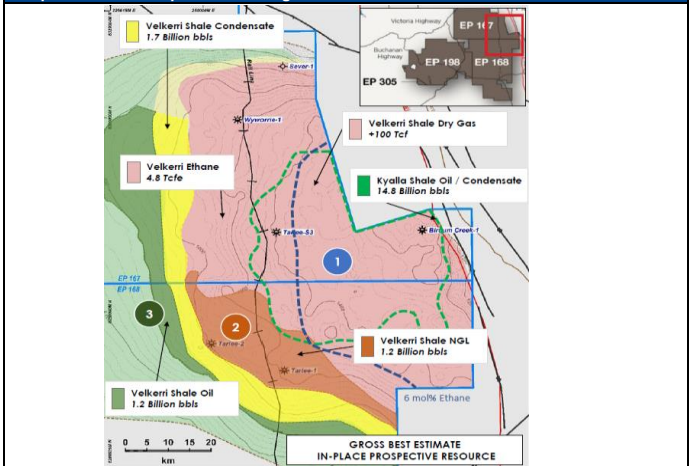 Velkerri Shale Condensate
1.7 Billion bbls
Victoria Highway
EP 167
Buchanan
Highway
EP 198
EP 168
EP 305
Rail Line
Sever-1
Wyworrie-1
Velkerri Shale Dry Gas
+100 Tcf
Velkerri Ethane
4.8 Tcfe
Kyalla Shale Oil / Condensate
14.8 Billion bbls
Tarlee-S3
Birdum Creek-1
1
EP 167
EP 168
3
2
Tarlee-2
Velkerri Shale NGL
1.2 Billion bbls
Tarlee-1
Velkerri Shale Oil
1.2 Billion bbls
6 mol% Ethane
0 5 10 15 20
km
GROSS BEST ESTIMATE
IN-PLACE PROSPECTIVE RESOURCE